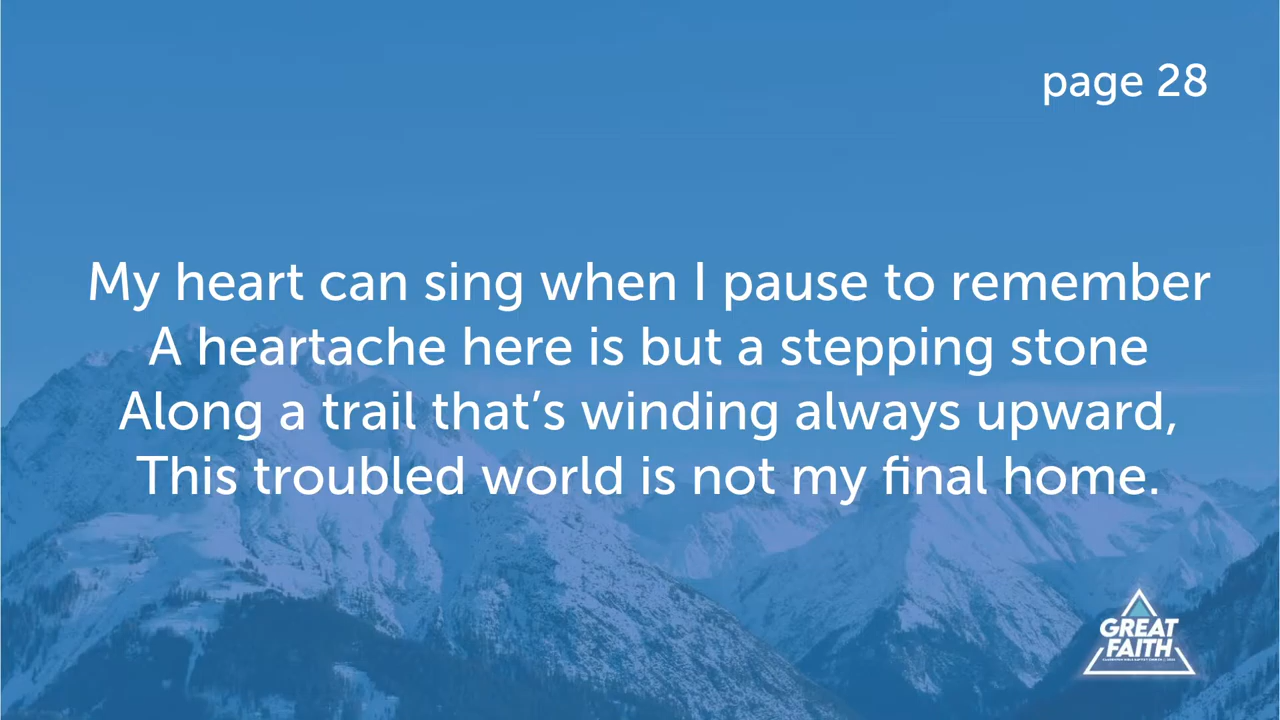 page 28
My heart can sing when I pause to remember
A heartache here is but a stepping stone
Along a trail that’s winding always upward,
This troubled world is not my final home.
GREAT
FAITH